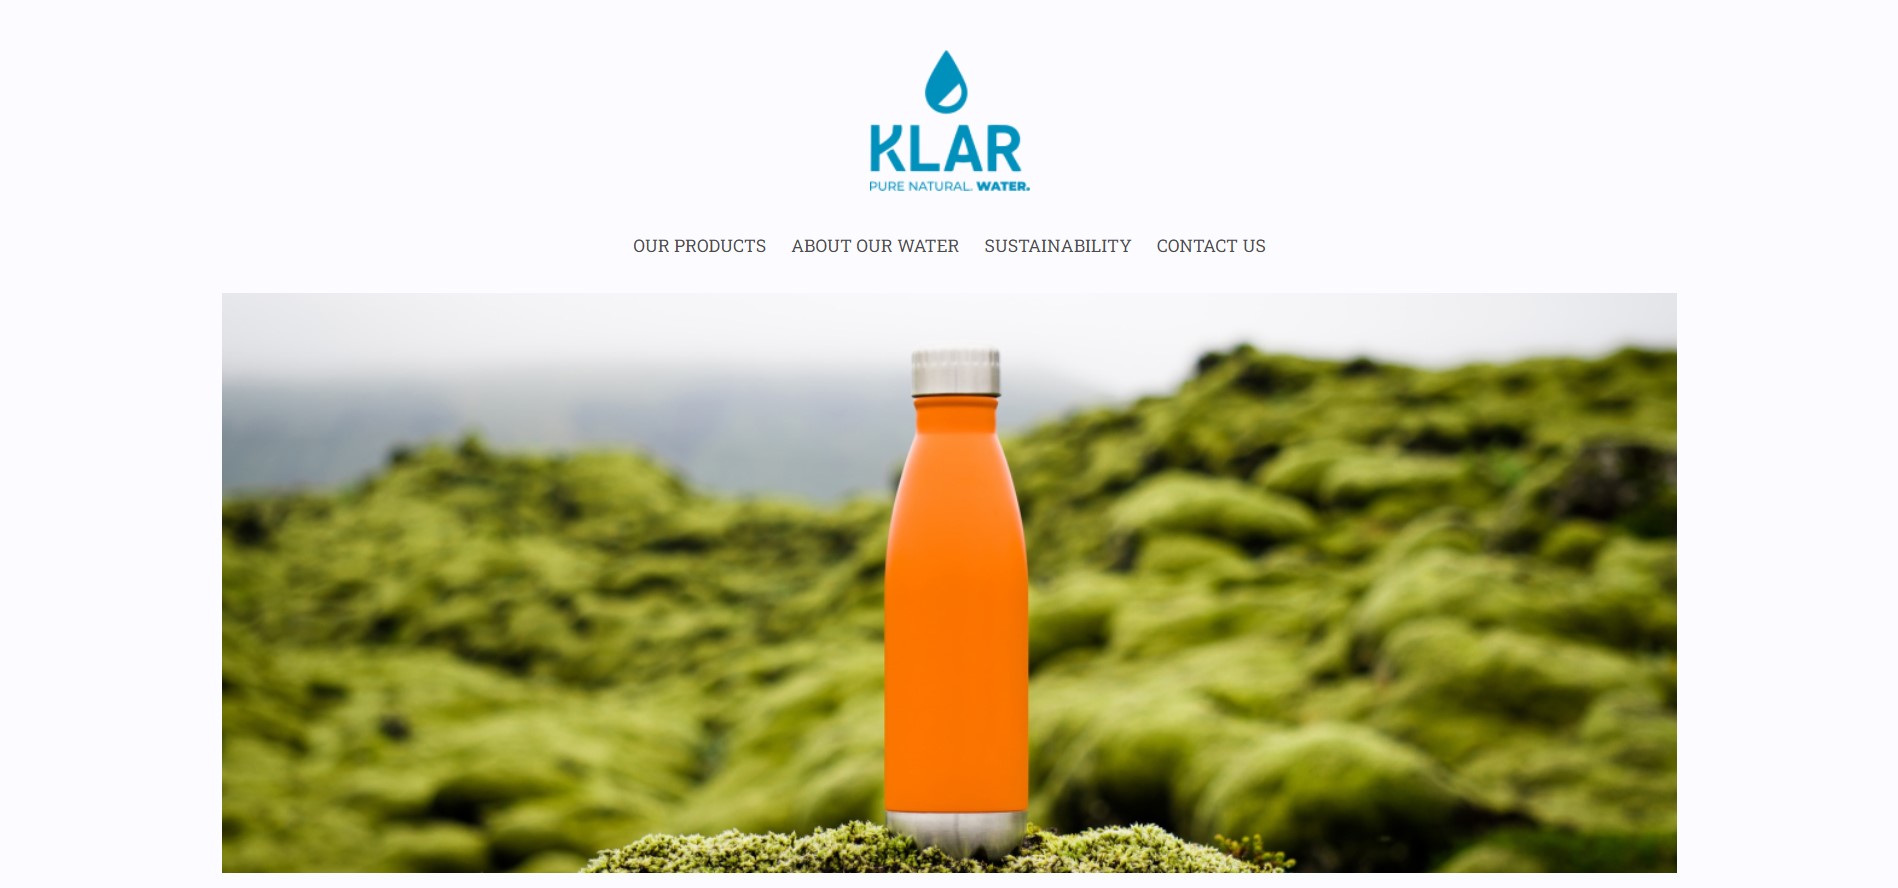 KLAR
PURE NATURAL. WATER.
OUR PRODUCTS ABOUT OUR WATER SUSTAINABILITY CONTACT US